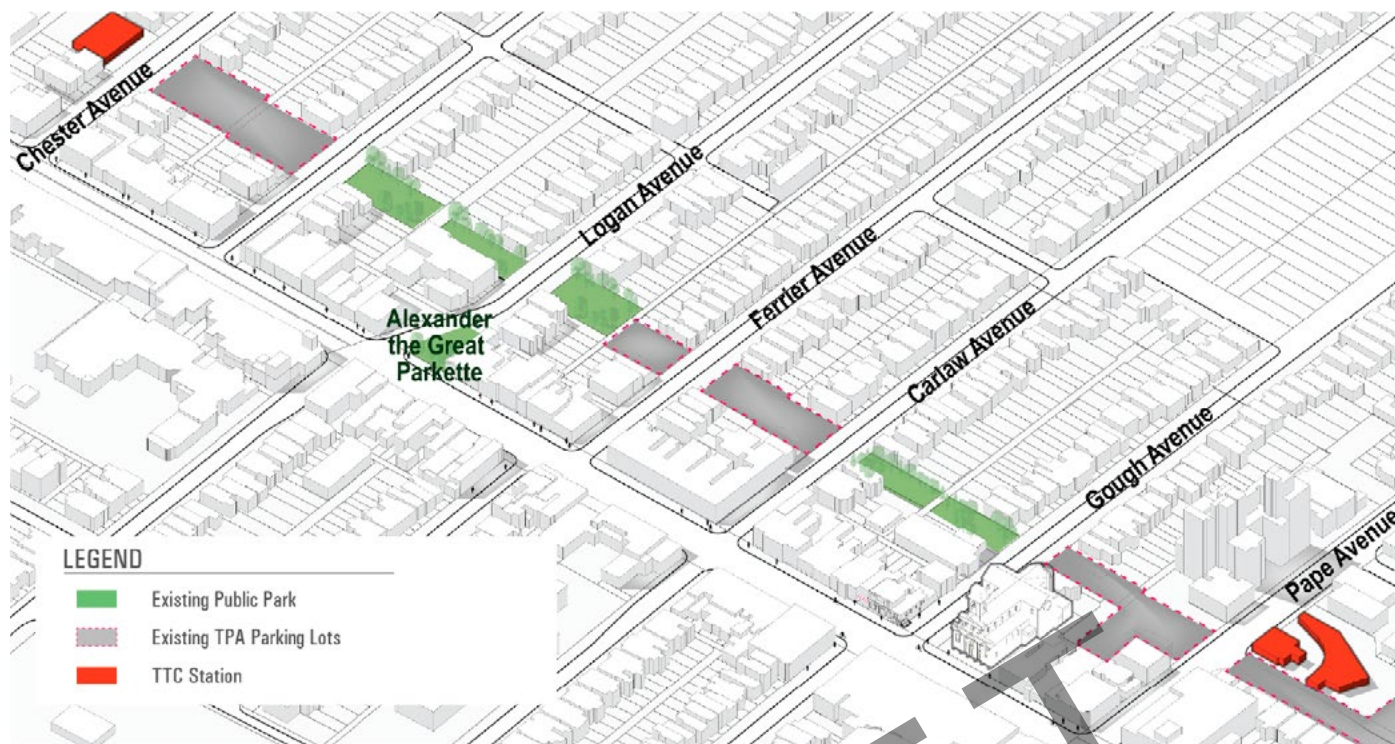 Chester Avenue
Logan Avenue
Alexander
the Great
Parkette
Ferrier Avenue
Carlaw Avenue
Gough Avenue
Pape Avenue
LEGEND
Existing Public Park
Existing TPA Parking Lots
TTC Station